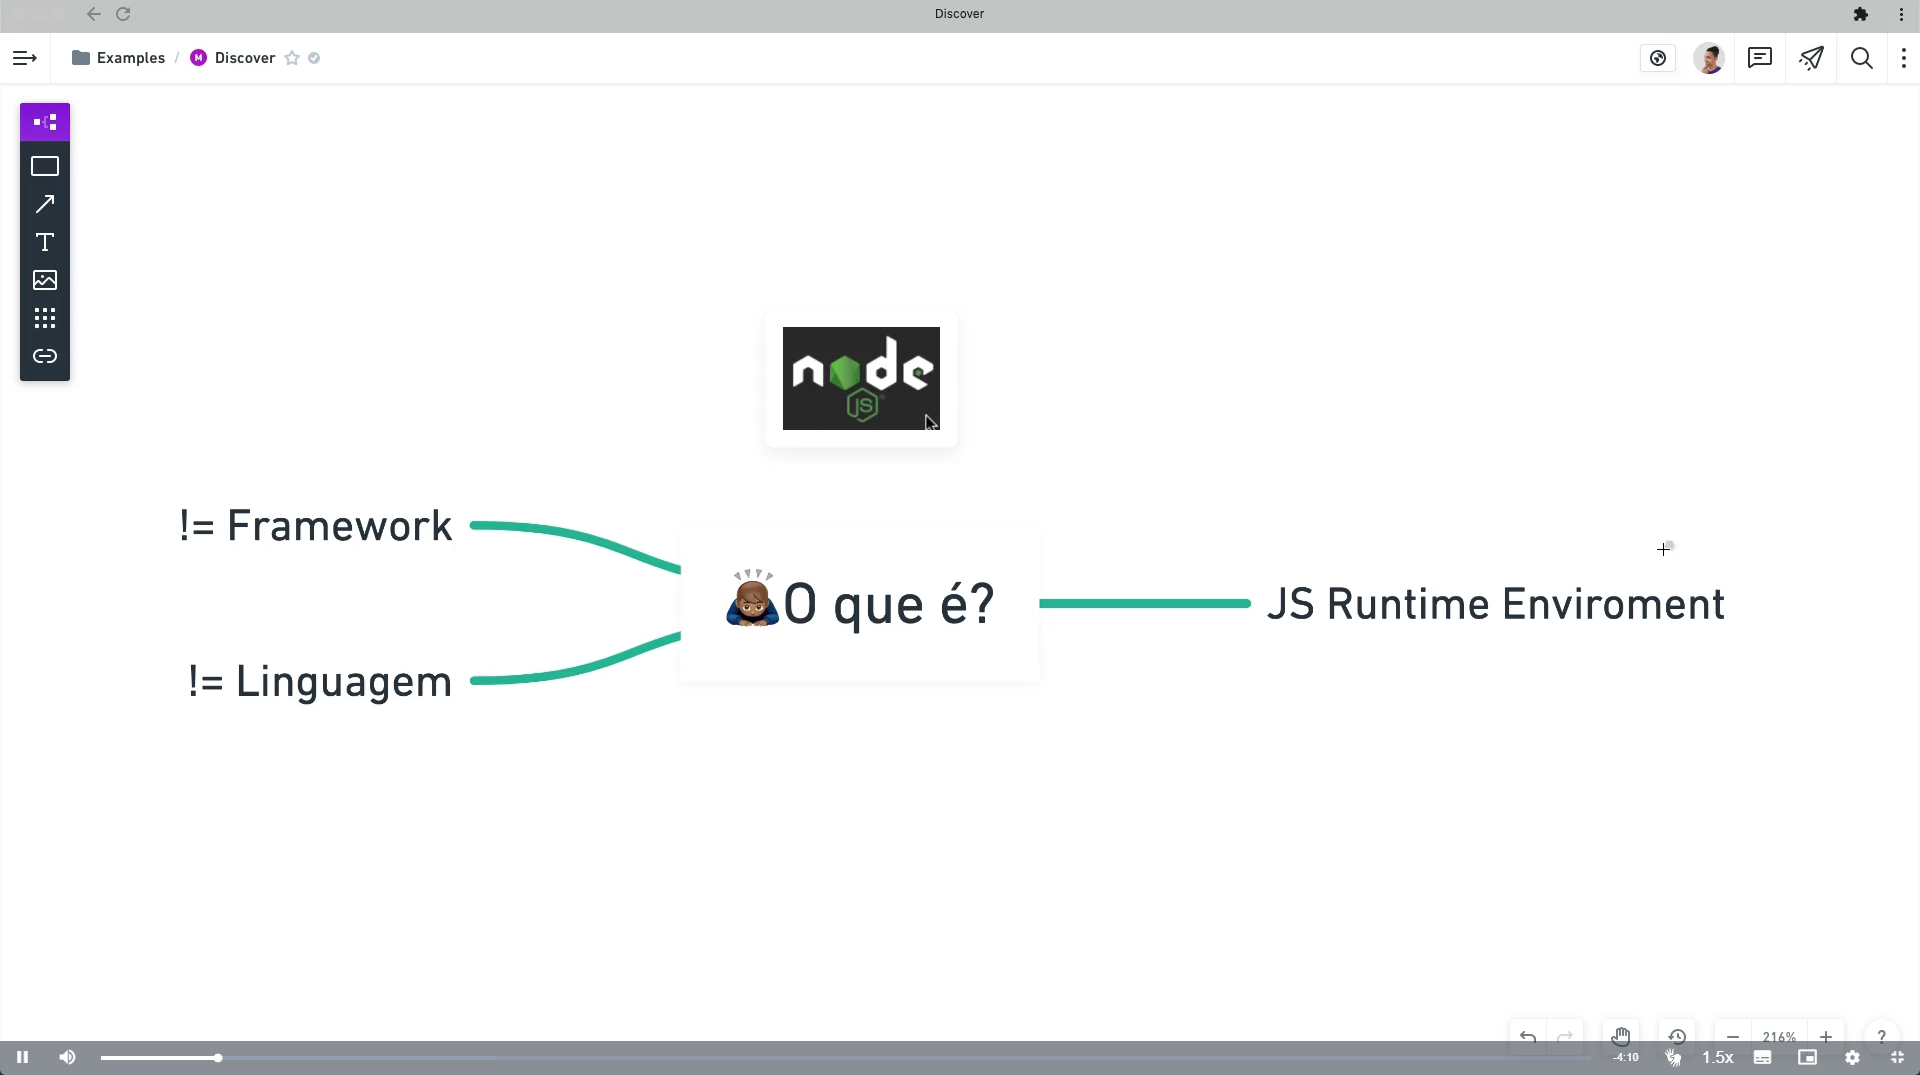 Discover
Examples / M Discover
node
JS
!= Framework
O que é?
JS Runtime Enviroment
!= Linguagem
216%
?
-4:10
1.5x